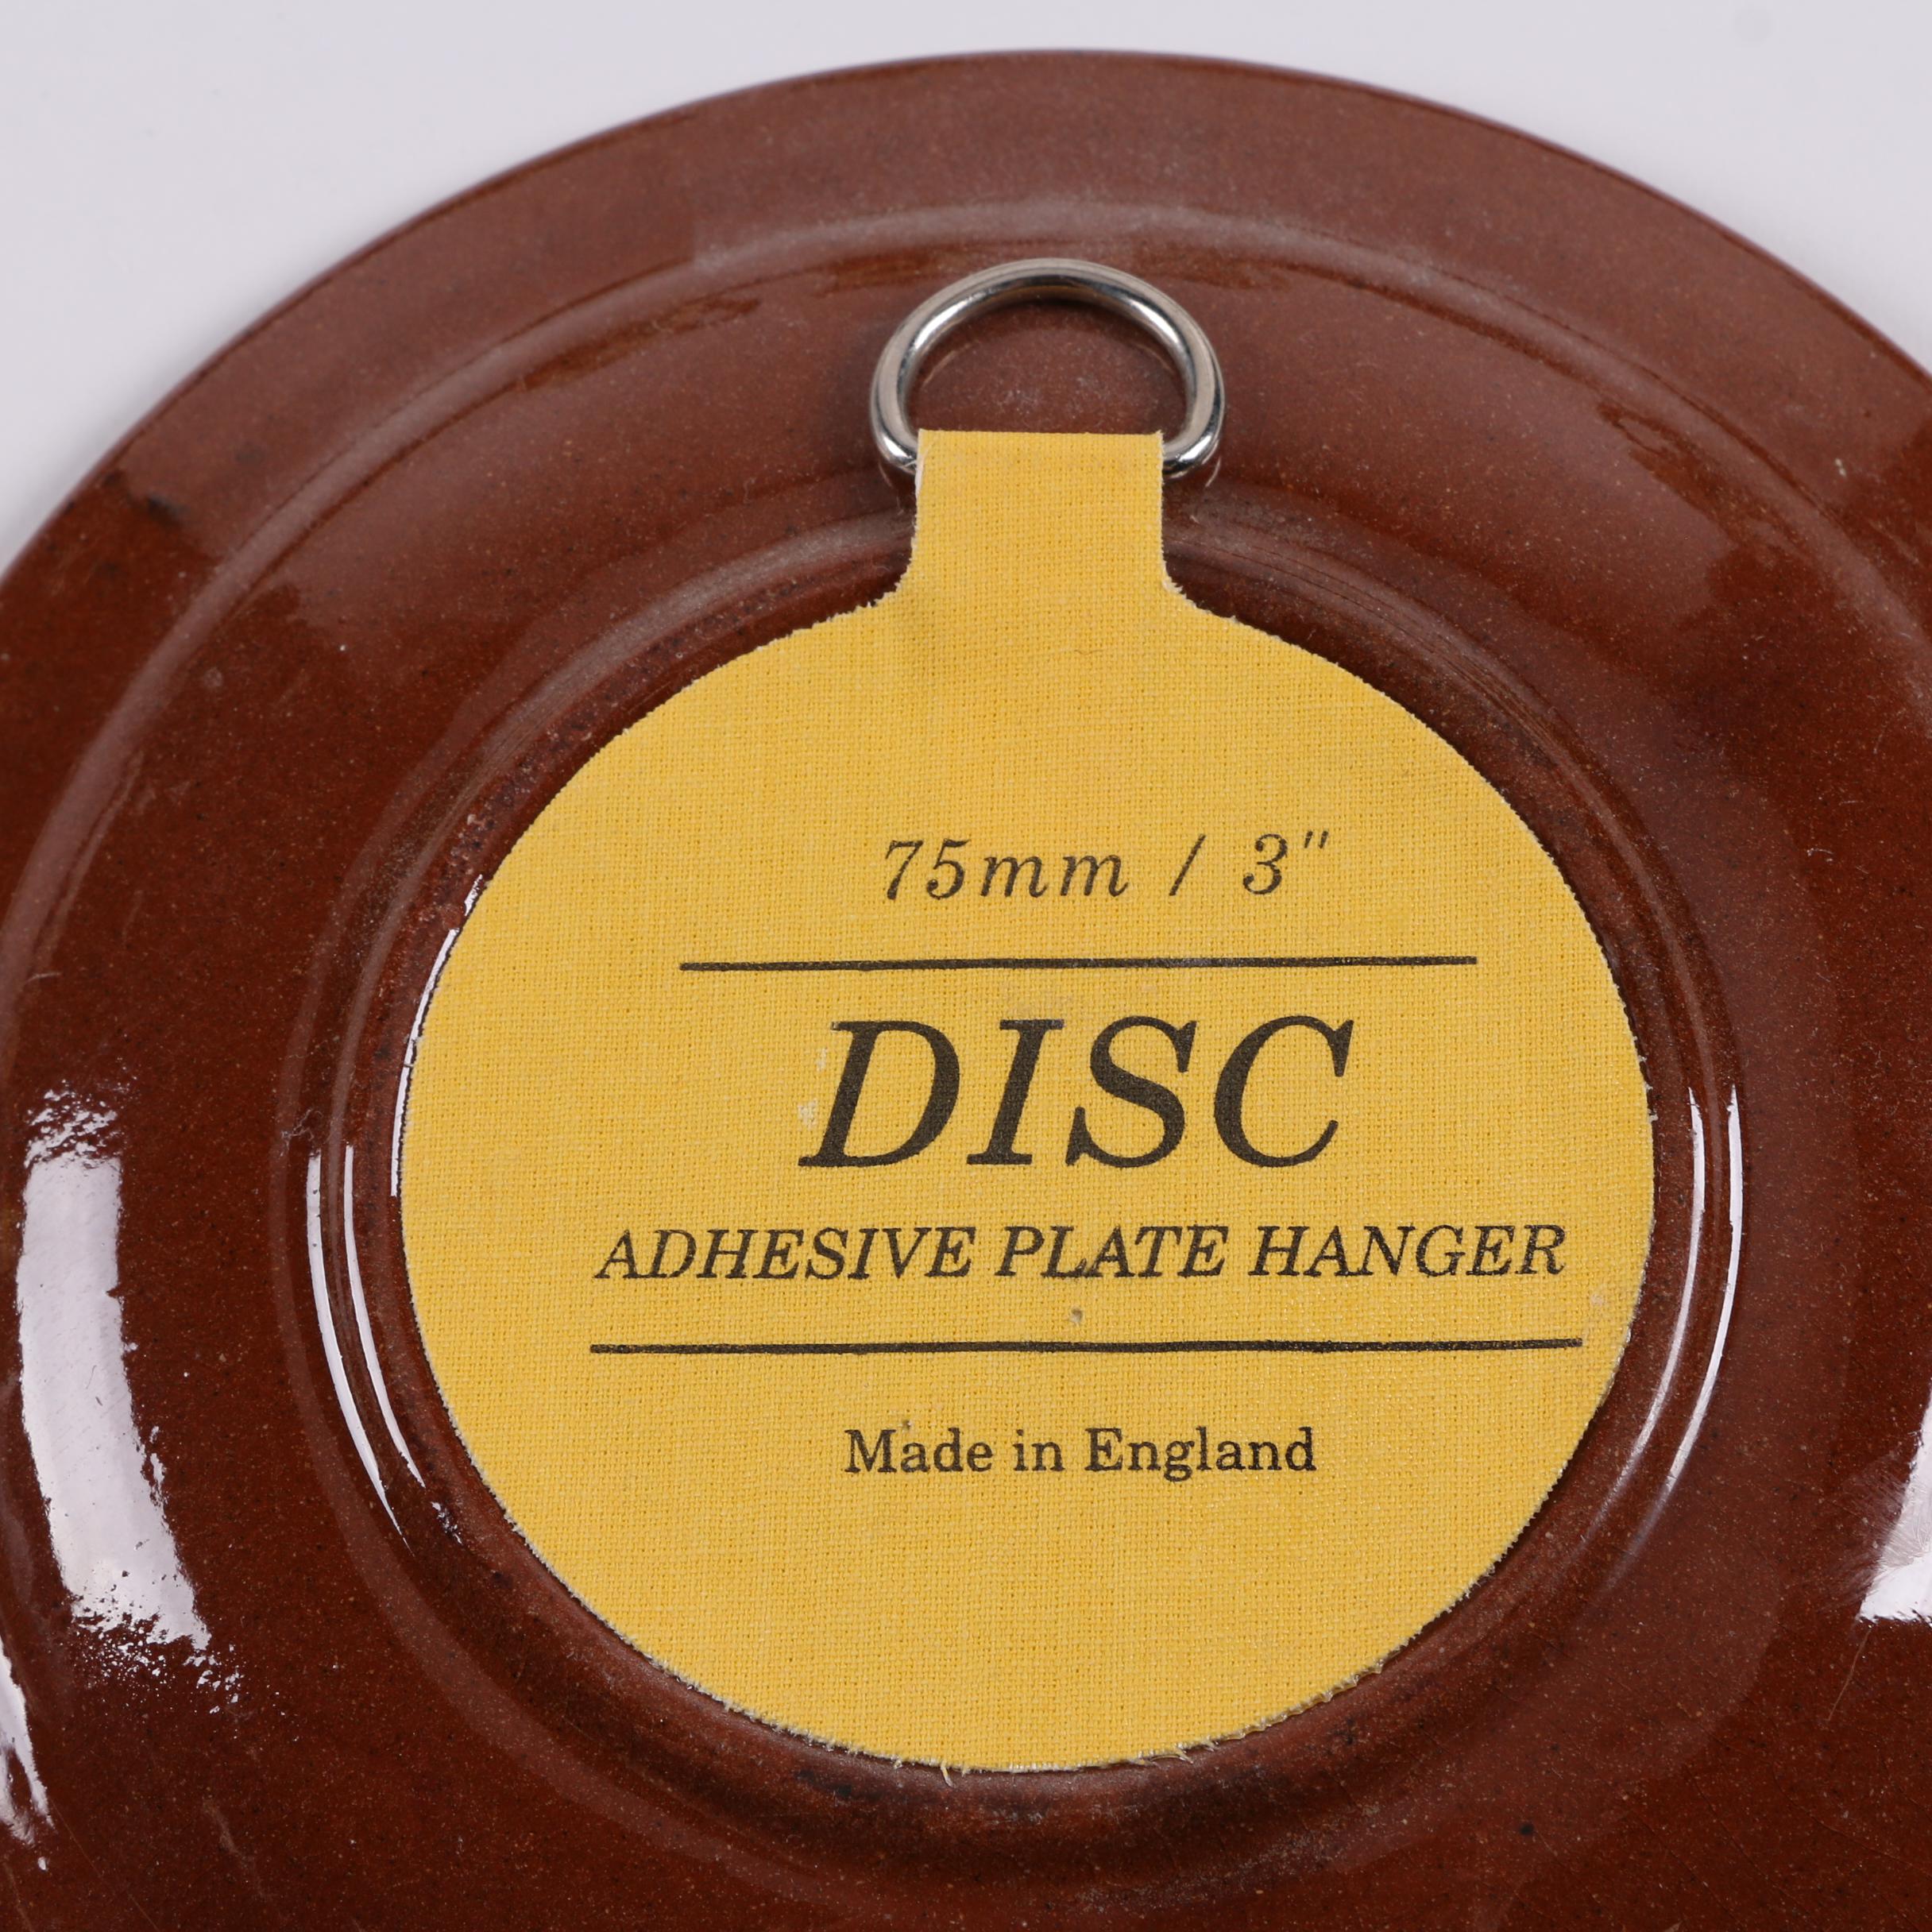 75mm / 3"
DISC
ADHESIVE PLATE HANGER
Made in England